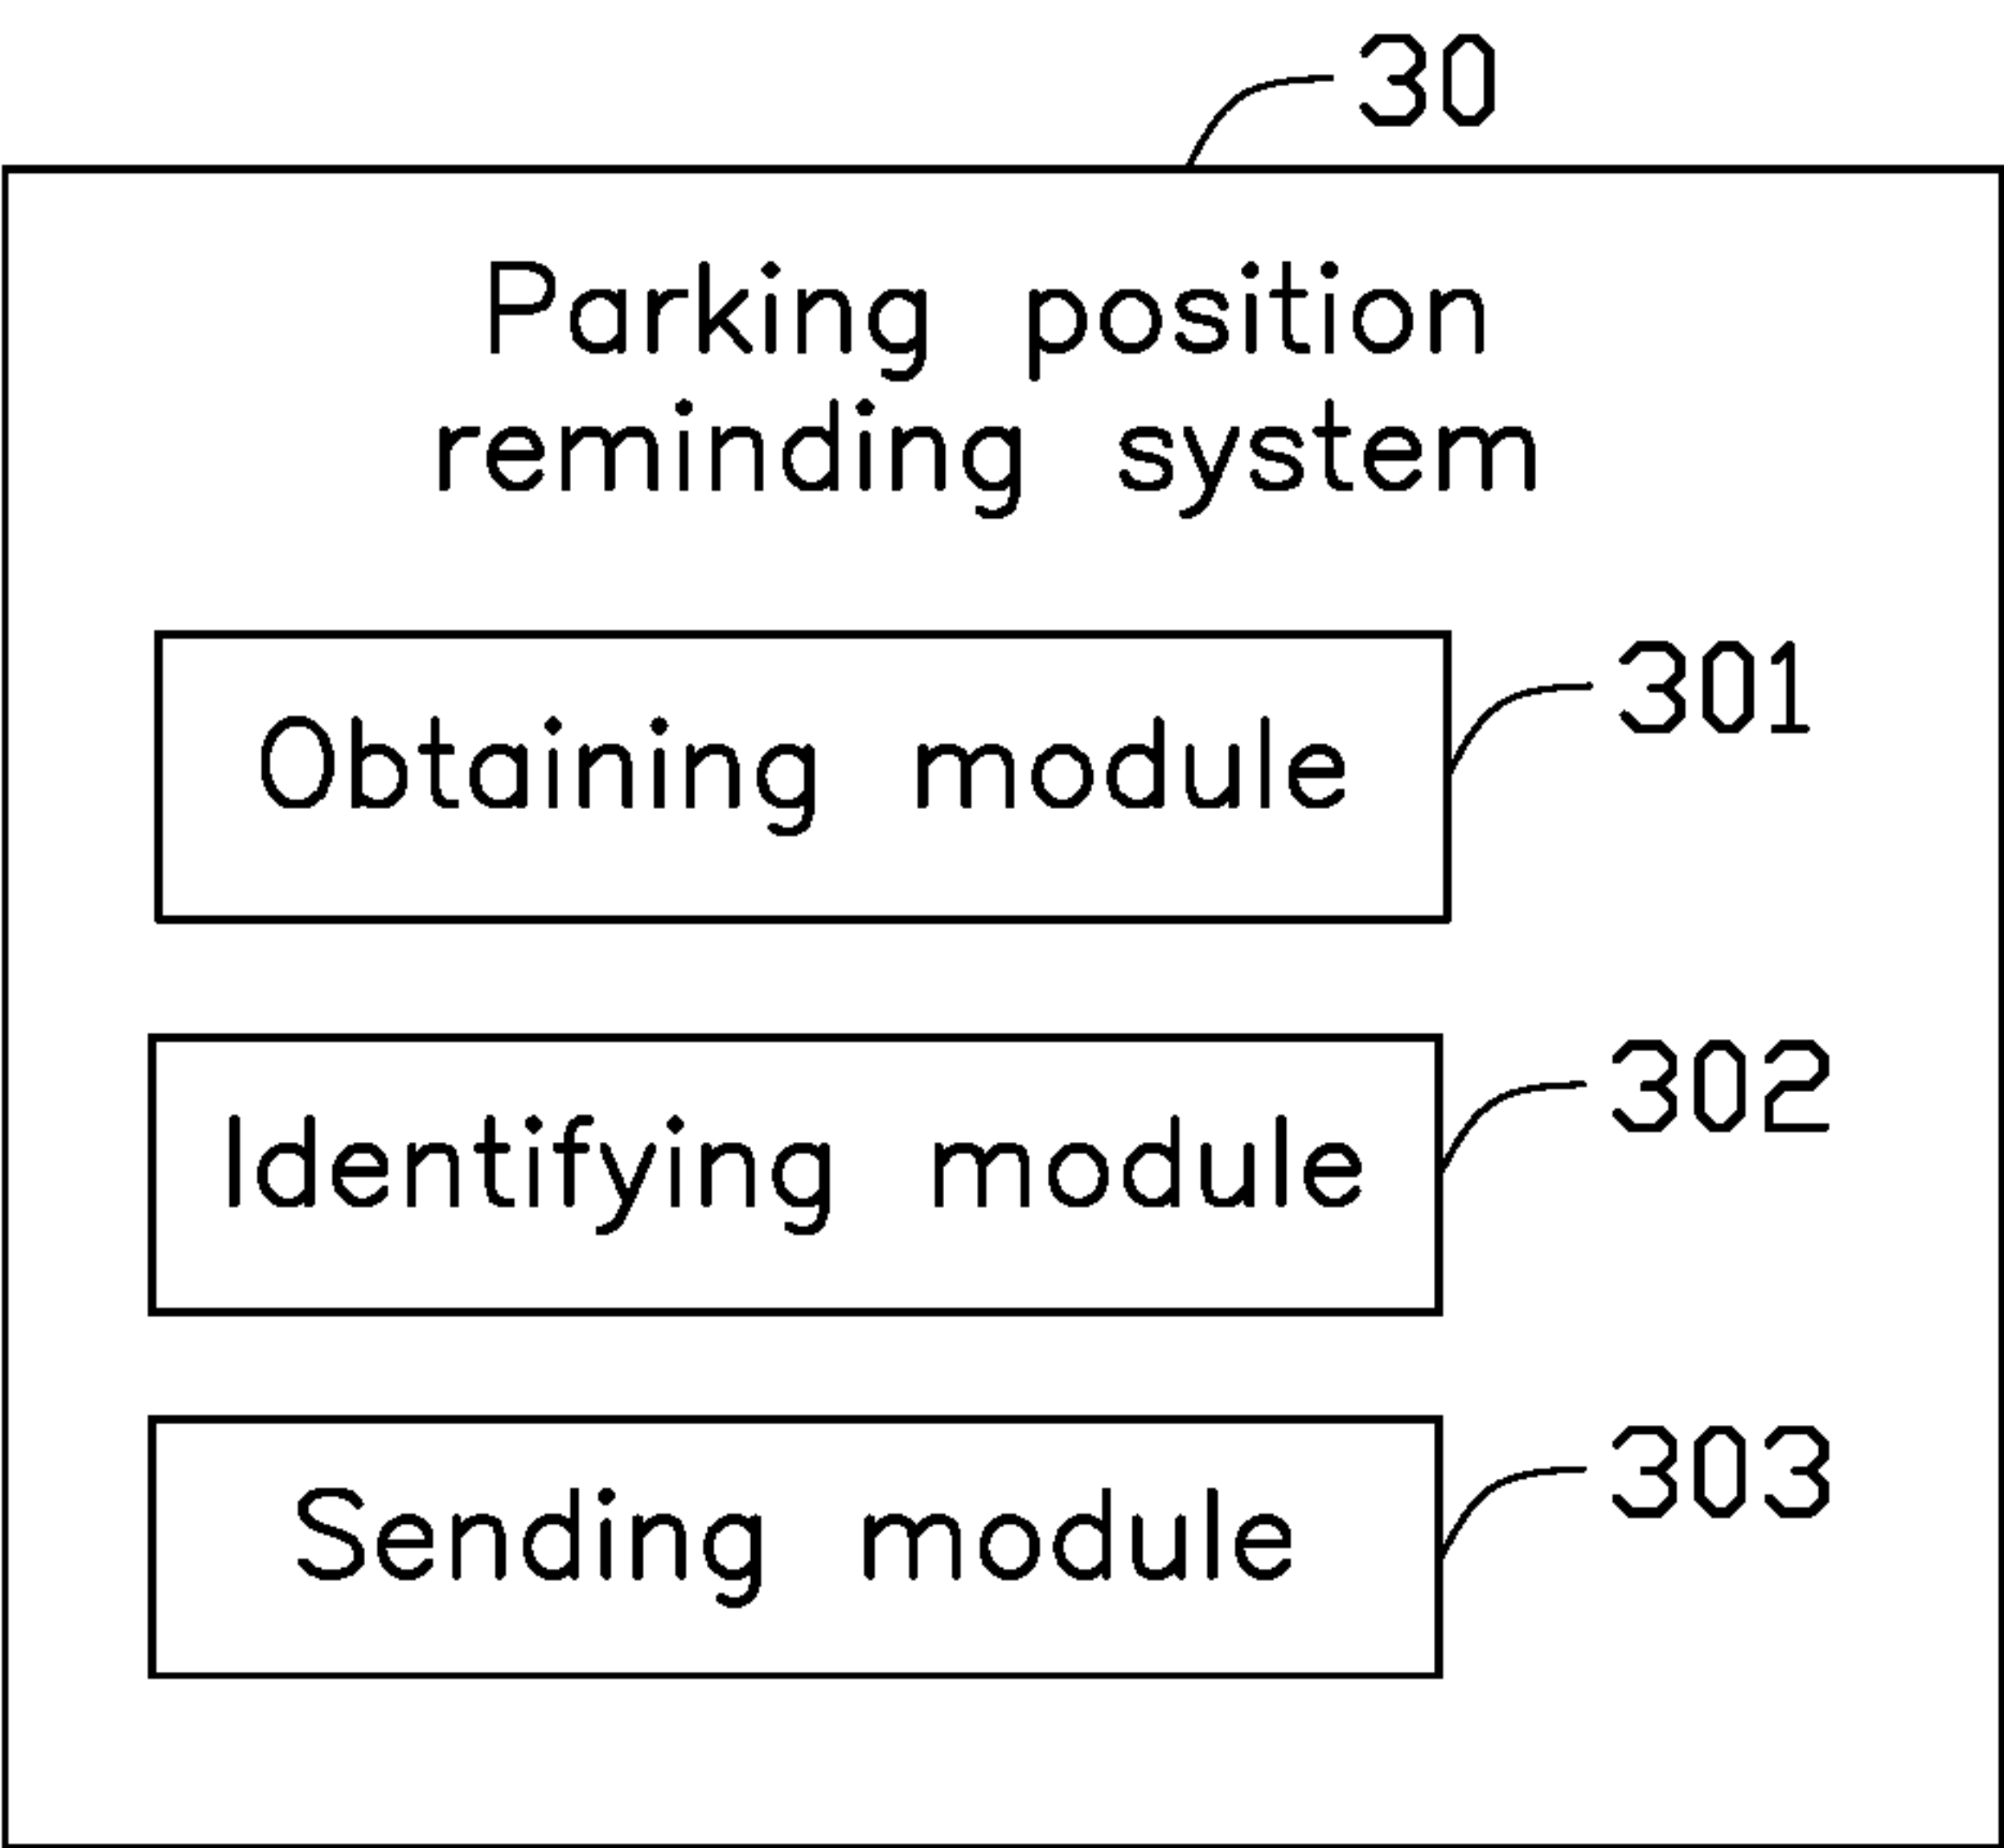 30
Parking position
reminding system
301
Obtaining module
302
Identifying module
303
Sending module